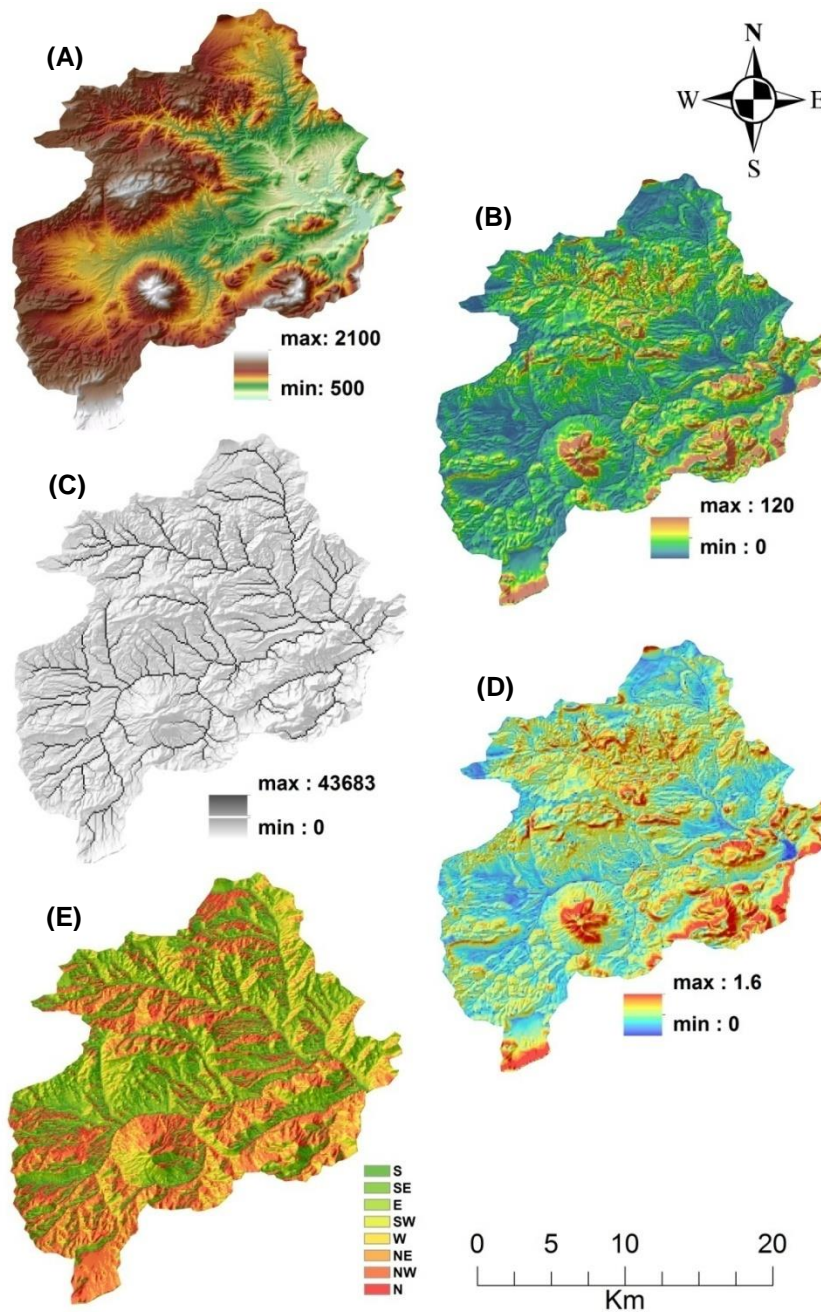 (A)
N
W E
S
max: 2100
min: 500
(B)
max : 120
min : 0
(C)
max : 43683
min : 0
(D)
max : 1.6
min : 0
(E)
S
SE
E
SW
W
NE
NW
N
0 5 10 20
Km